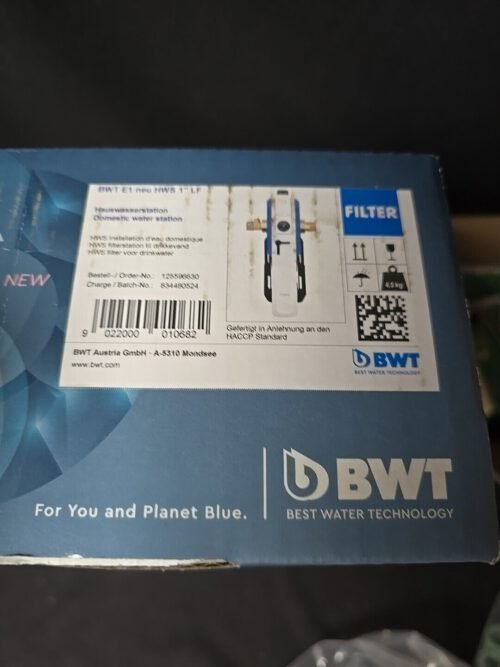 BWT E1 neu HWS 1" LF
Hauswasserstation
Domestic water station
HWS installation d'eau domestique
HWS filterstation til drikkevand
HWS filter voor drinkwater
Bestell-/ Order-No.: 125596630
Charge / Batch-No.: 834480524
9 022000 010682
Gefertigt in Anlehnung an den
HACCP Standard
BWT Austria GmbH · A-5310 Mondsee
www.bwt.com
FILTER
4,5 kg
BWT
BEST WATER TECHNOLOGY
NEW
For You and Planet Blue.
BWT
BEST WATER TECHNOLOGY